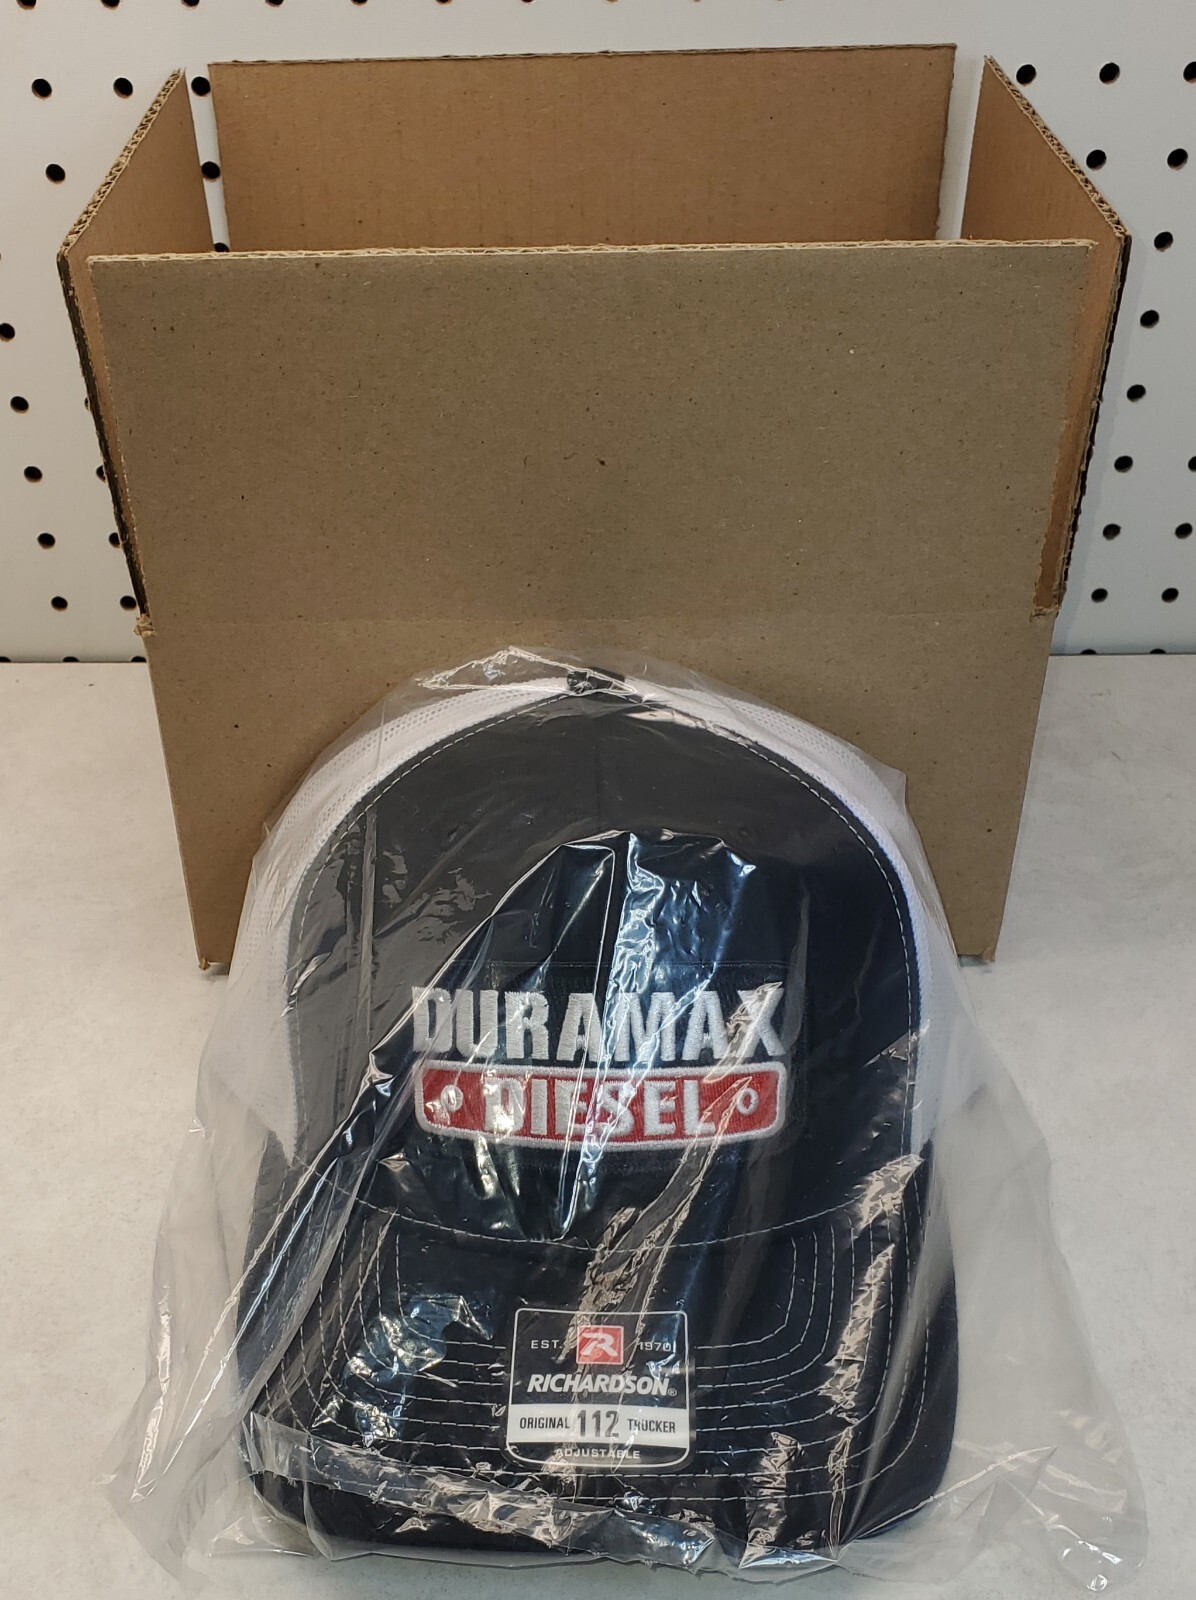 DURAMAX
DIESEL
EST. R 1970
RICHARDSON®
ORIGINAL 112 TRUCKER
ADJUSTABLE